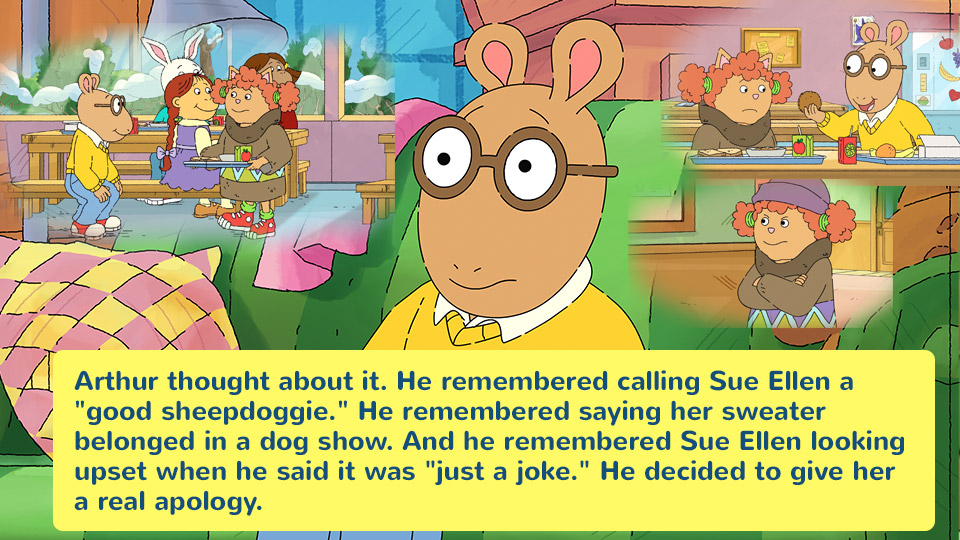 Arthur thought about it. He remembered calling Sue Ellen a
"good sheepdoggie." He remembered saying her sweater
belonged in a dog show. And he remembered Sue Ellen looking
upset when he said it was "just a joke." He decided to give her
a real apology.